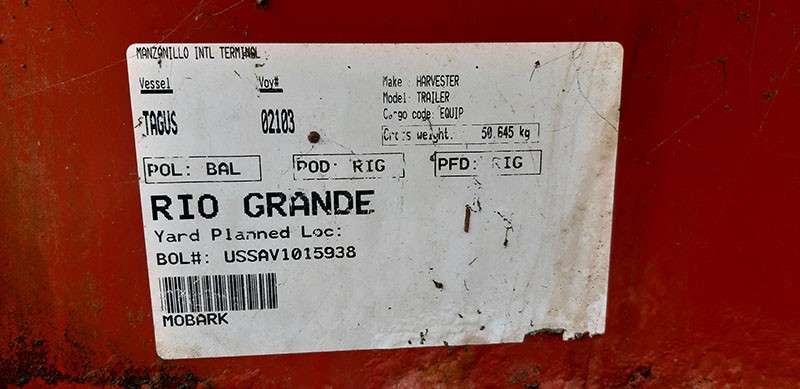 MANZANILLO INTL TERMINAL
Vessel Voy#
TAGUS 02103
Make : HARVESTER
Model: TRAILER
Cargo code: EQUIP
Gross weight: 50.645 kg
POL: BAL POD: RIG PFD: RIG
RIO GRANDE
Yard Planned Loc:
BOL#: USSAV1015938
MOBARK